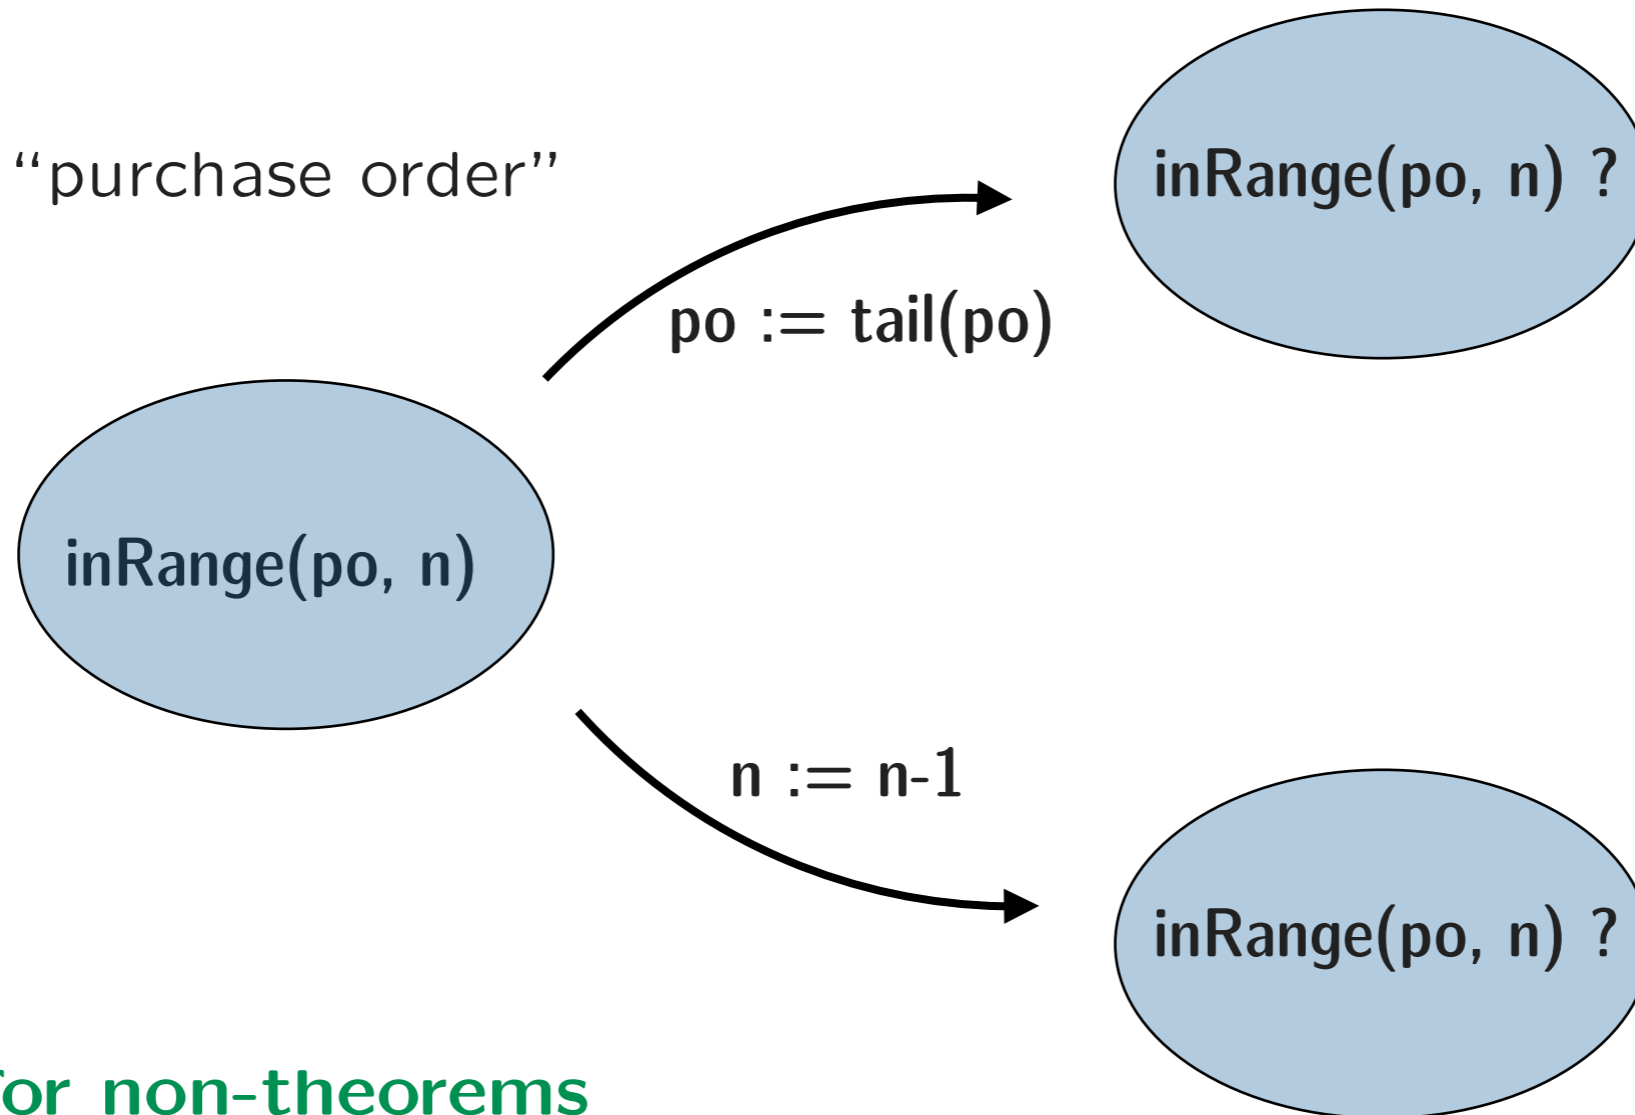 “purchase order”
inRange(po, n) ?
po := tail(po)
inRange(po, n)
n := n-1
inRange(po, n) ?
for non-theorems